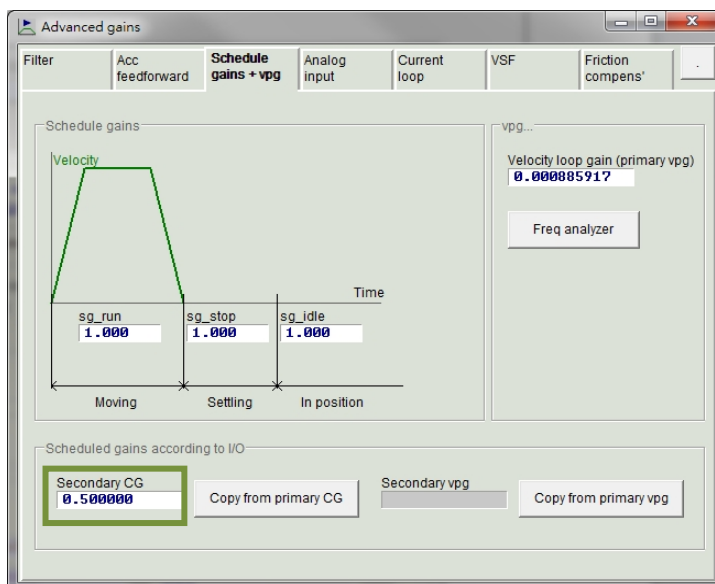 Advanced gains
Filter
Acc
feedforward
Schedule
gains + vpg
Analog
input
Current
loop
VSF
Friction
compens'
.
Schedule gains
Velocity
Time
sg_run
1.000
sg_stop
1.000
sg_idle
1.000
Moving
Settling
In position
vpg...
Velocity loop gain (primary vpg)
0.000885917
Freq analyzer
Scheduled gains according to I/O
Secondary CG
0.500000
Copy from primary CG
Secondary vpg
Copy from primary vpg